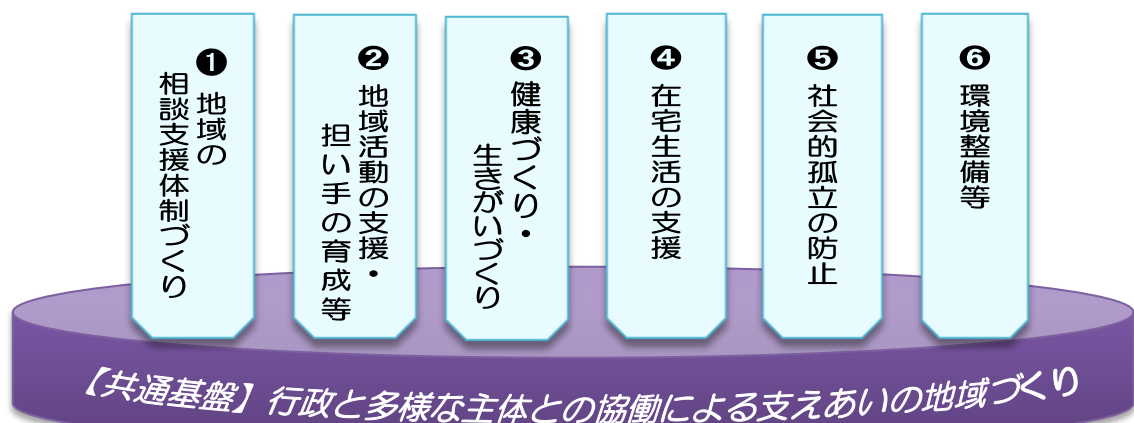 ❶ 地域の
相談支援体制づくり
❷ 地域活動の支援・
担い手の育成等
❸ 健康づくり・
生きがいづくり
❹ 在宅生活の支援
❺ 社会的孤立の防止
❻ 環境整備等
【共通基盤】行政と多様な主体との協働による支えあいの地域づくり